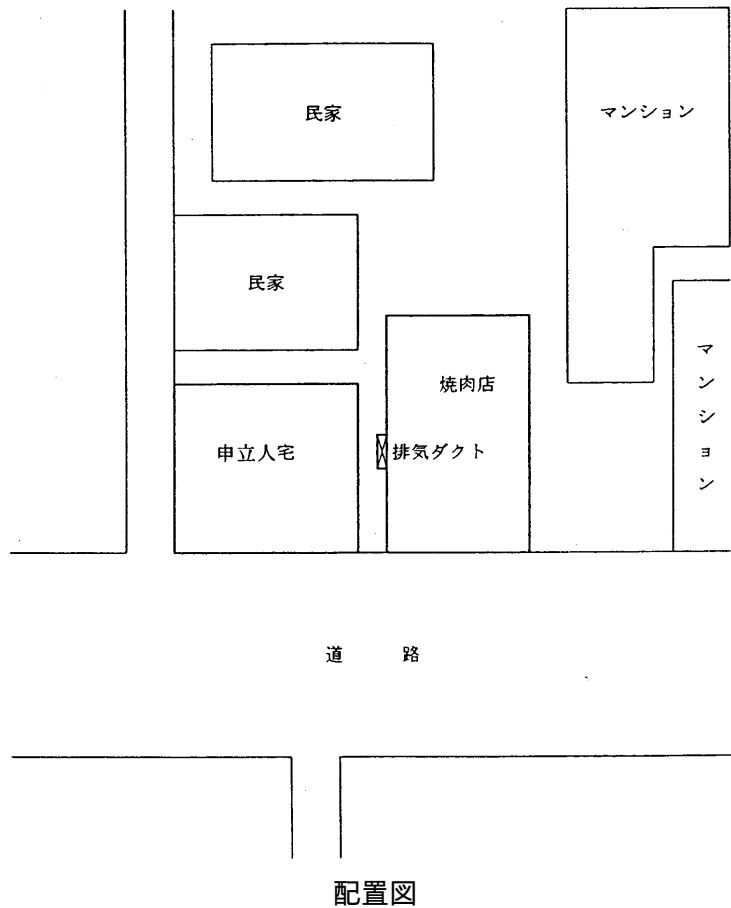 民家
マンション
民家
焼肉店
マンション
申立人宅
排気ダクト
道 路
配置図